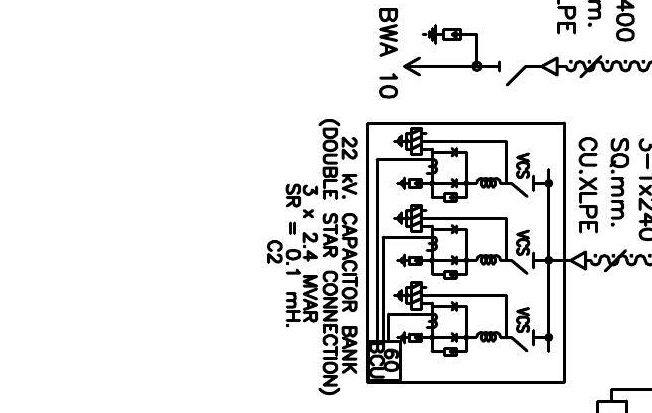 400
mm.
XLPE
BWA 10
3-1x240
SQ.mm.
CU.XLPE
VCS
VCS
VCS
60
BCU
22 kV. CAPACITOR BANK
(DOUBLE STAR CONNECTION)
3 x 2.4 MVAR
SR = 0.1 mH.
C2